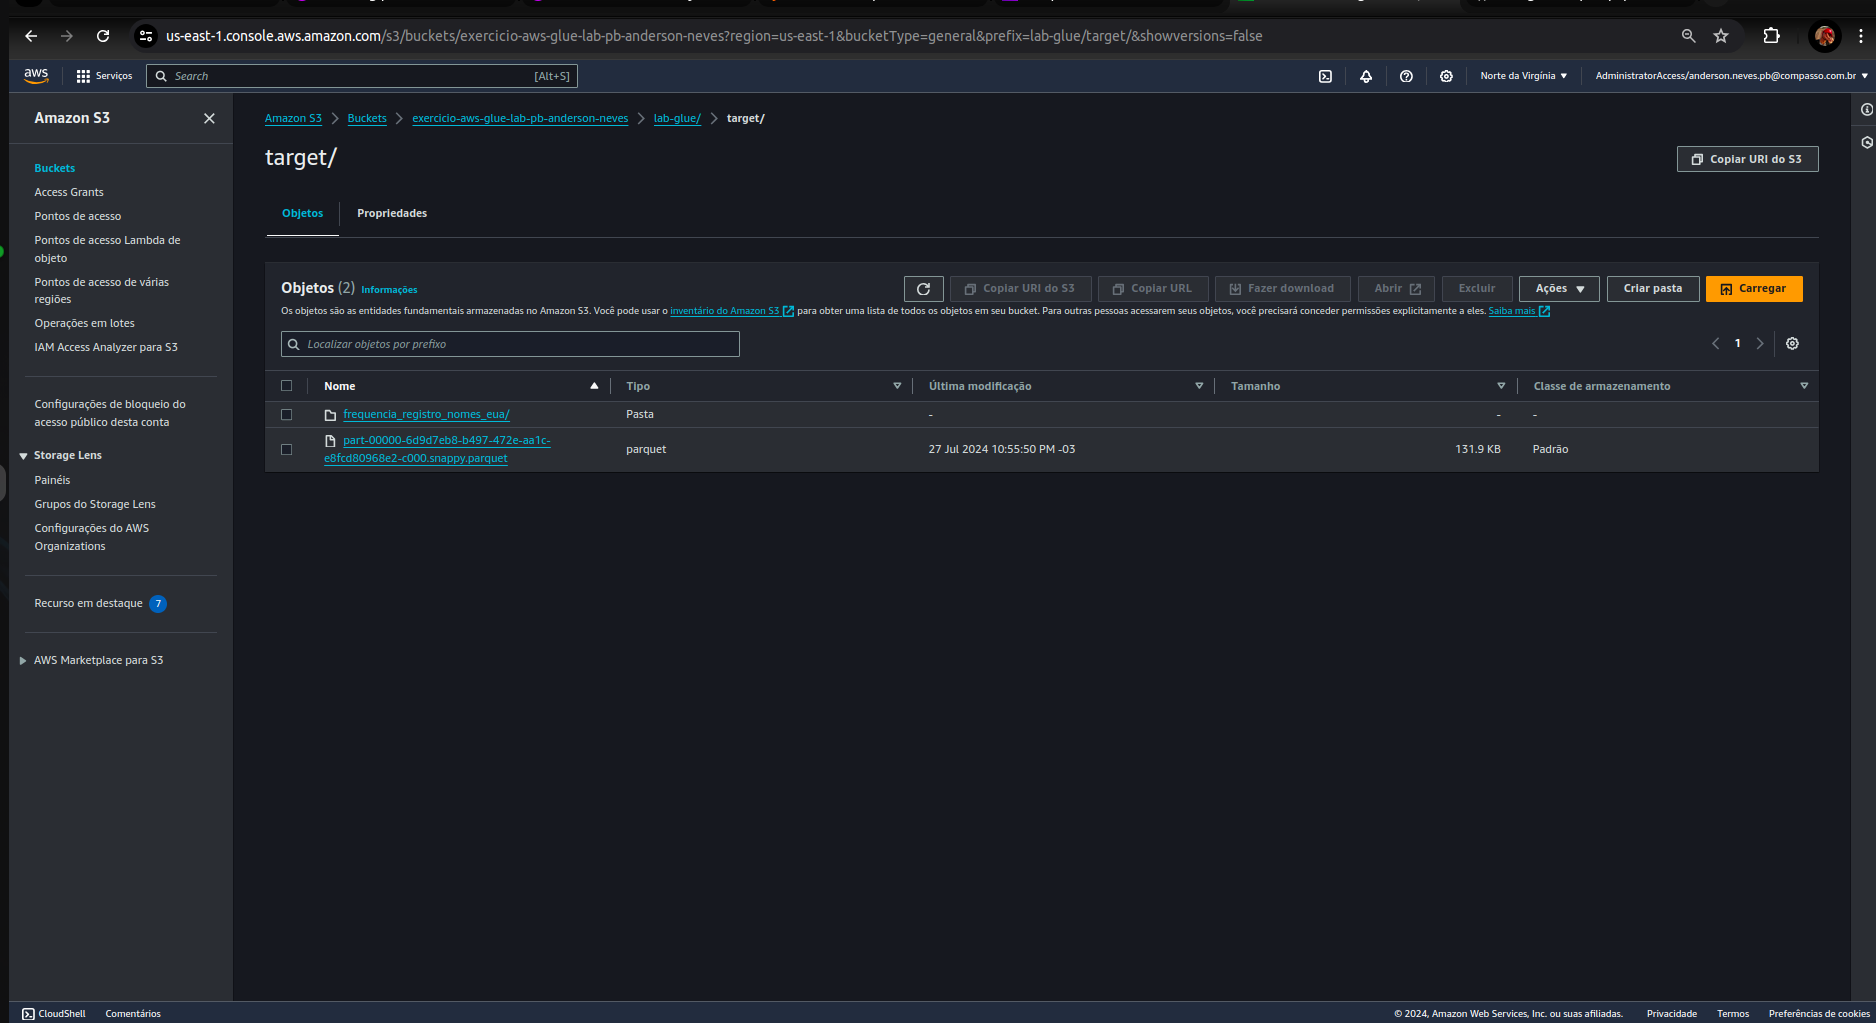 us-east-1.console.aws.amazon.com/s3/buckets/exercicio-aws-glue-lab-pb-anderson-neves?region=us-east-1&bucketType=general&prefix=lab-glue/target/&showversions=false
aws Serviços Search [Alt+S] Norte da Virgínia AdministratorAccess/anderson.neves.pb@compasso.com.br
Amazon S3
Buckets
Access Grants
Pontos de acesso
Pontos de acesso Lambda de
objeto
Pontos de acesso de várias
regiões
Operações em lotes
IAM Access Analyzer para S3
Configurações de bloqueio do
acesso público desta conta
Storage Lens
Painéis
Grupos do Storage Lens
Configurações do AWS
Organizations
Recurso em destaque 7
AWS Marketplace para S3
Amazon S3 Buckets exercicio-aws-glue-lab-pb-anderson-neves lab-glue/ target/
target/
Copiar URI do S3
Objetos Propriedades
Objetos (2) Informações
Copiar URI do S3 Copiar URL Fazer download Abrir Excluir Ações Criar pasta Carregar
Os objetos são as entidades fundamentais armazenadas no Amazon S3. Você pode usar o inventário do Amazon S3 para obter uma lista de todos os objetos em seu bucket. Para outras pessoas acessarem seus objetos, você precisará conceder permissões explicitamente a eles. Saiba mais
Localizar objetos por prefixo
1
Nome Tipo Última modificação Tamanho Classe de armazenamento
frequencia_registro_nomes_eua/ Pasta - - -
part-00000-6d9d7eb8-b497-472e-aa1c-
e8fcd80968e2-c000.snappy.parquet parquet 27 Jul 2024 10:55:50 PM -03 131.9 KB Padrão
CloudShell Comentários © 2024, Amazon Web Services, Inc. ou suas afiliadas. Privacidade Termos Preferências de cookies